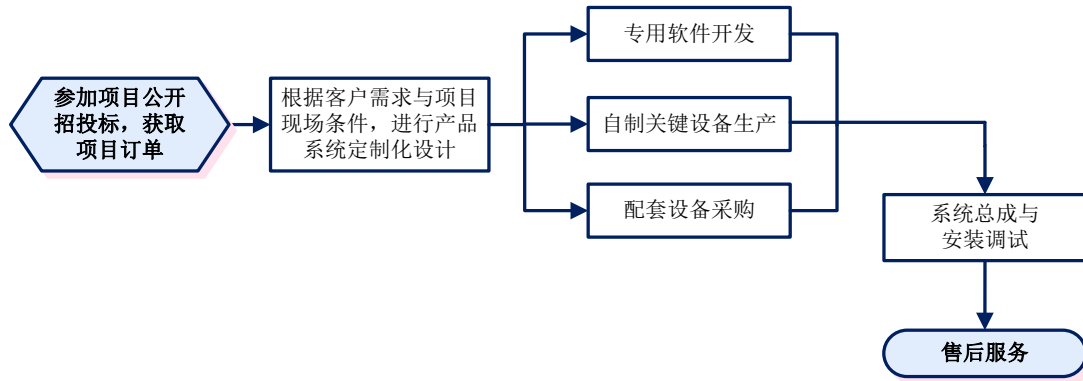 参加项目公开
招投标，获取
项目订单
根据客户需求与项目
现场条件，进行产品
系统定制化设计
专用软件开发
自制关键设备生产
配套设备采购
系统总成与
安装调试
售后服务